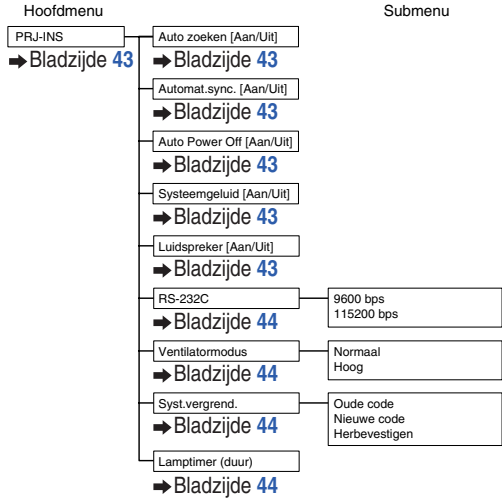 Hoofdmenu
Submenu
PRJ-INS
➡Bladzijde 43
Auto zoeken [Aan/Uit]
➡Bladzijde 43
Automat.sync. [Aan/Uit]
➡Bladzijde 43
Auto Power Off [Aan/Uit]
➡Bladzijde 43
Systeemgeluid [Aan/Uit]
➡Bladzijde 43
Luidspreker [Aan/Uit]
➡Bladzijde 43
RS-232C
➡Bladzijde 44
9600 bps
115200 bps
Ventilatormodus
➡Bladzijde 44
Normaal
Hoog
Syst.vergrend.
➡Bladzijde 44
Oude code
Nieuwe code
Herbevestigen
Lamptimer (duur)
➡Bladzijde 44